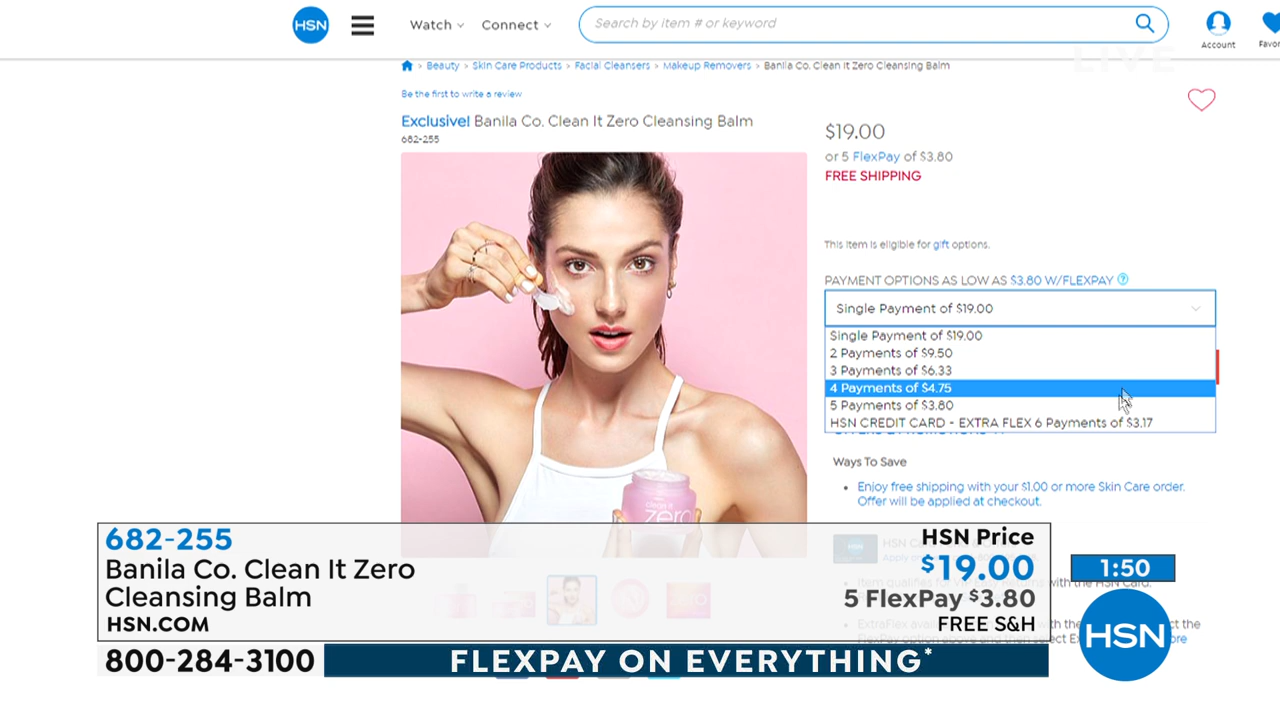 HSN
Watch
Connect
Search by item # or keyword
Account
LIVE
> Beauty > Skin Care Products > Facial Cleansers > Makeup Removers > Banila Co. Clean It Zero Cleansing Balm
Be the first to write a review
Exclusive! Banila Co. Clean It Zero Cleansing Balm
682-255
$19.00
or 5 FlexPay of $3.80
FREE SHIPPING
This item is eligible for gift options.
PAYMENT OPTIONS AS LOW AS $3.80 W/FLEXPAY ?
Single Payment of $19.00
Single Payment of $19.00
2 Payments of $9.50
3 Payments of $6.33
4 Payments of $4.75
5 Payments of $3.80
HSN CREDIT CARD - EXTRA FLEX 6 Payments of $3.17
Ways To Save
• Enjoy free shipping with your $1.00 or more Skin Care order.
Offer will be applied at checkout.
clean it
zero
682-255
Banila Co. Clean It Zero
Cleansing Balm
HSN.COM
HSN Price
$19.00
5 FlexPay $3.80
FREE S&H
1:50
with the HSN Card.
HSN
800-284-3100
FLEXPAY ON EVERYTHING*